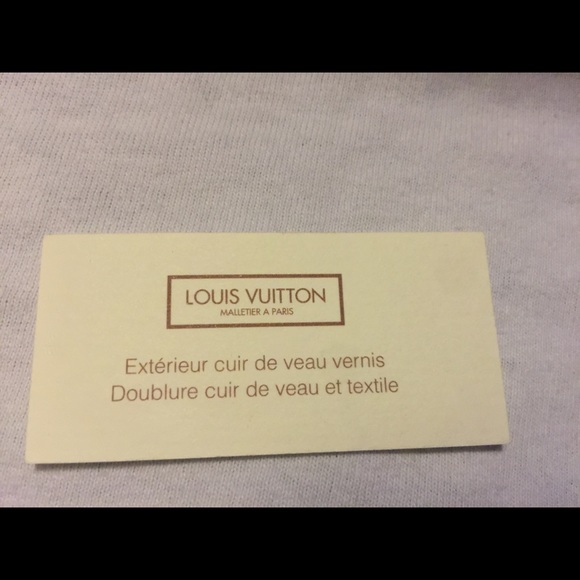 LOUIS VUITTON
MALLETIER A PARIS
Extérieur cuir de veau vernis
Doublure cuir de veau et textile